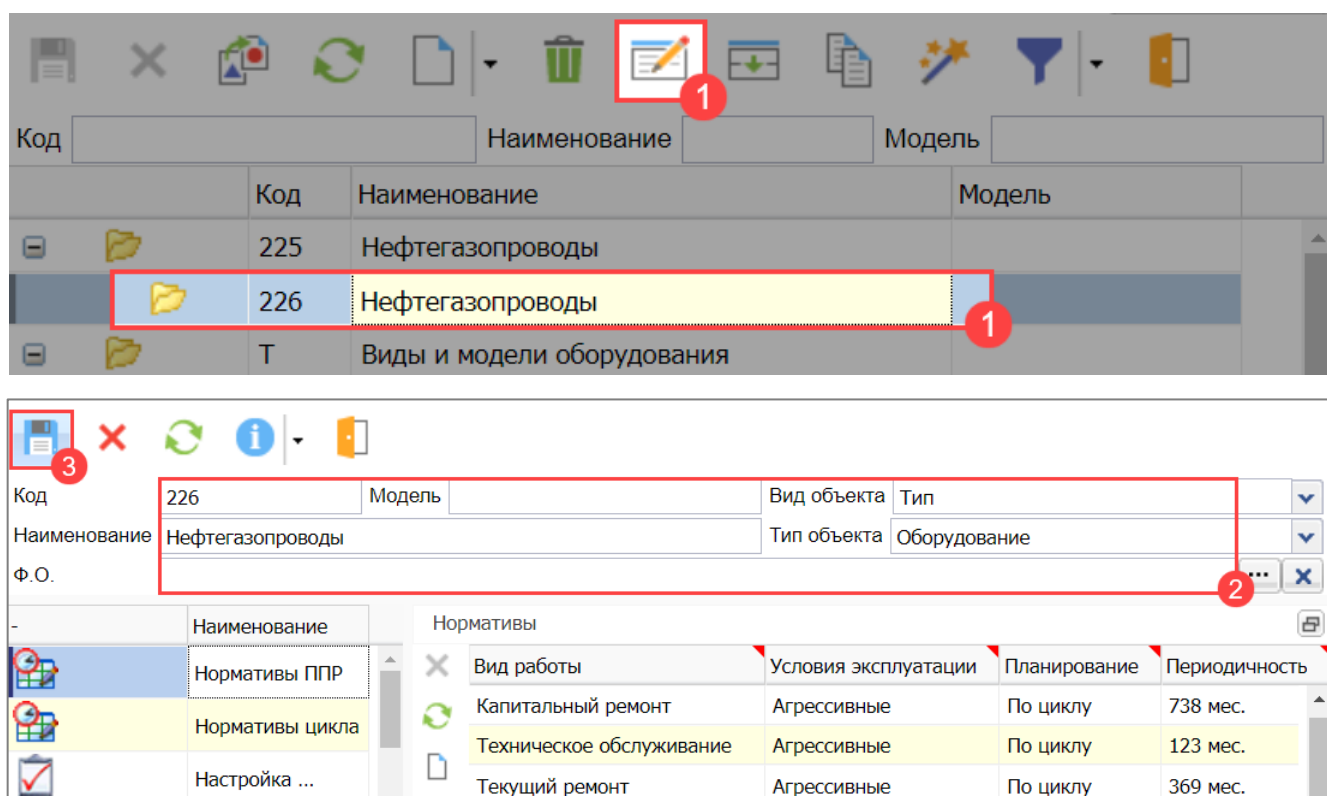 1
Код Наименование Модель
Код Наименование Модель
225 Нефтегазопроводы
226 Нефтегазопроводы
1
Т Виды и модели оборудования
3
Код 226 Модель Вид объекта Тип
Наименование Нефтегазопроводы Тип объекта Оборудование
Ф.О. ...
2
- Наименование Нормативы
Нормативы ППР Вид работы Условия эксплуатации Планирование Периодичность
Капитальный ремонт Агрессивные По циклу 738 мес.
Нормативы цикла Техническое обслуживание Агрессивные По циклу 123 мес.
Настройка ... Текущий ремонт Агрессивные По циклу 369 мес.